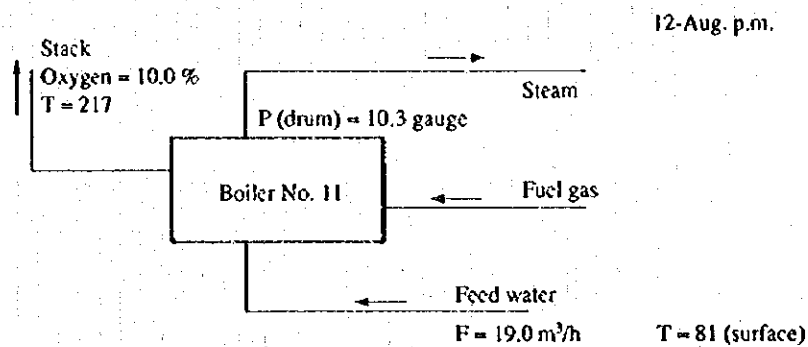 12-Aug. p.m.
Stack
Oxygen = 10.0 %
T = 217
Steam
P (drum) = 10.3 gauge
Boiler No. 11
Fuel gas
Feed water
F = 19.0 m³/h
T = 81 (surface)